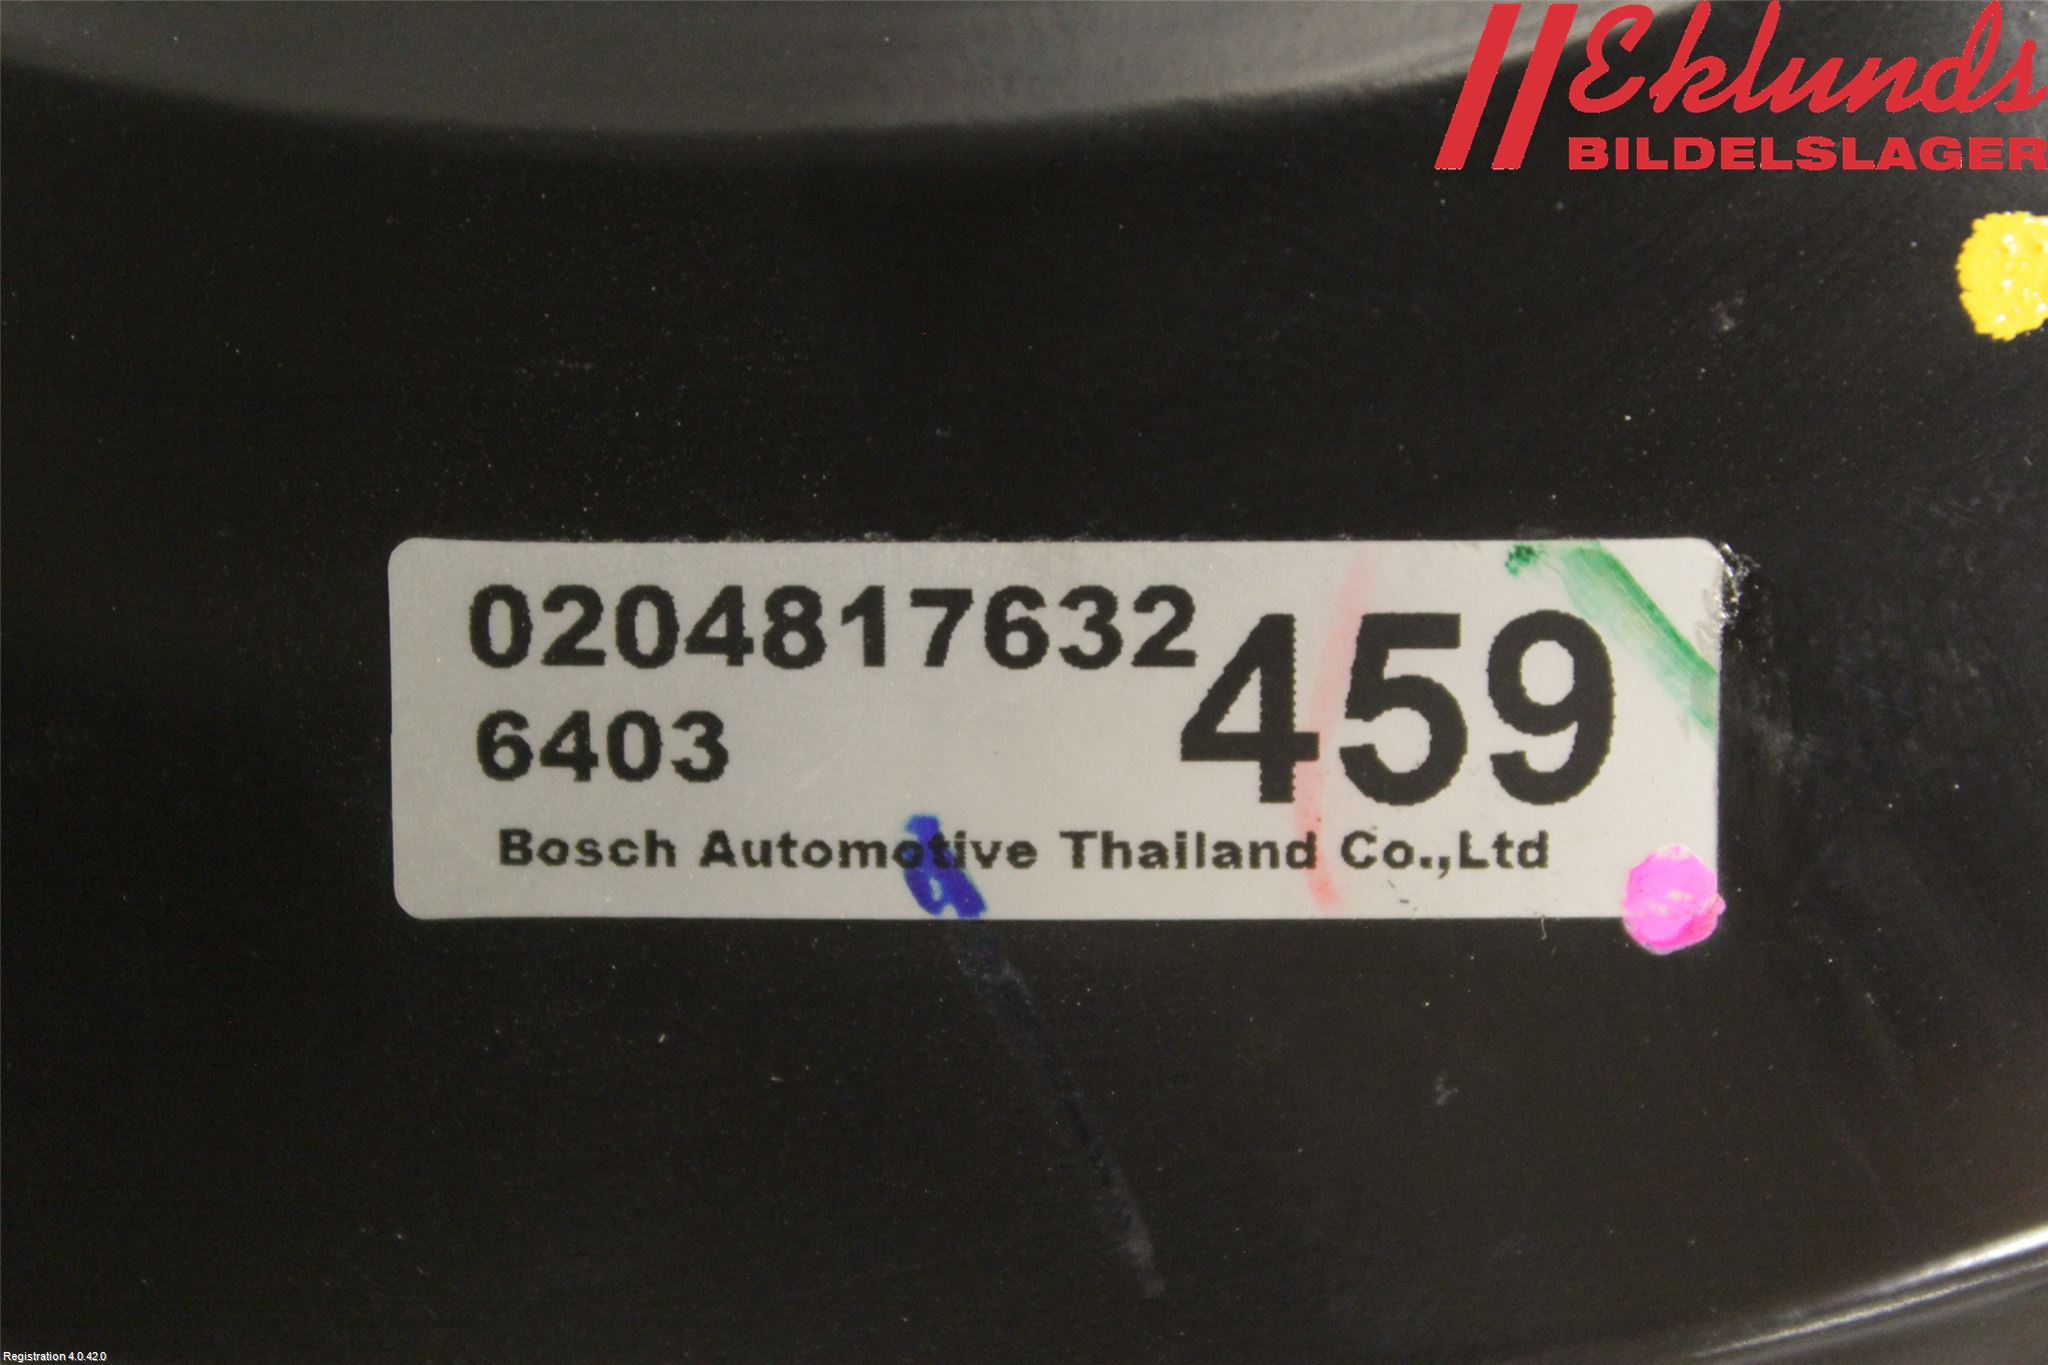 Eklunds
BILDELSLAGER
0204817632
459
6403
Bosch Automotive Thailand Co.,Ltd
Registration 4.0.42.0